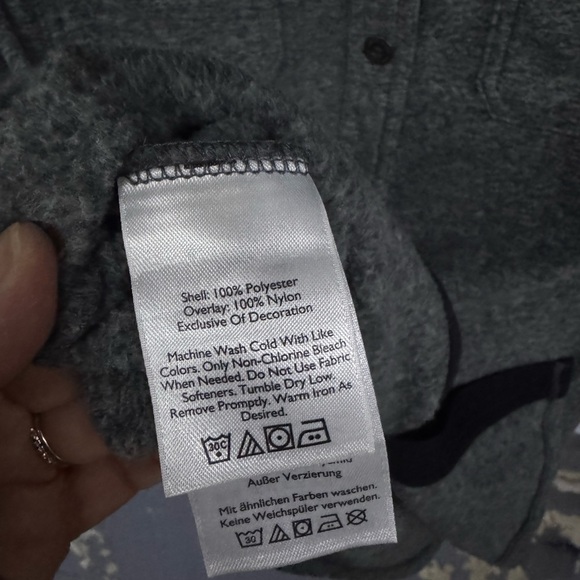 Shell: 100% Polyester
Overlay: 100% Nylon
Exclusive Of Decoration
Machine Wash Cold With Like
Colors. Only Non-Chlorine Bleach
When Needed. Do Not Use Fabric
Softeners. Tumble Dry Low.
Remove Promptly. Warm Iron As
Desired.
30C
Außer Verzierung
Mit ähnlichen Farben waschen.
Keine Weichspüler verwenden.
30